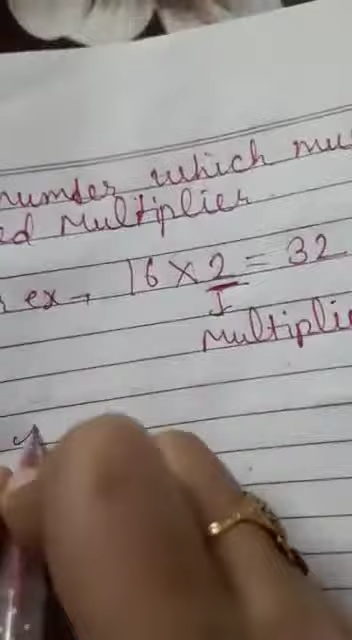 number which mu
ed Multiplier
ex → 16 × 2 = 32
Multiplie